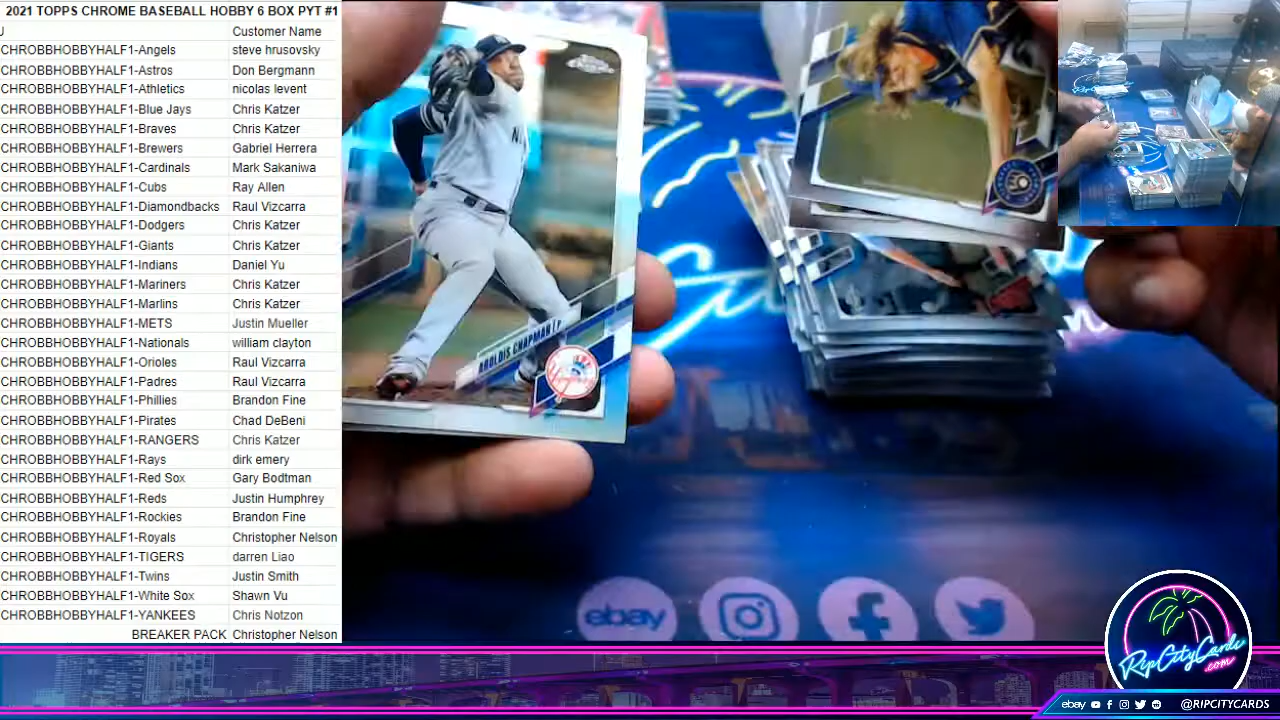 2021 TOPPS CHROME BASEBALL HOBBY 6 BOX PYT #1
Customer Name
CHROBBHOBBYHALF1-Angels steve hrusovsky
CHROBBHOBBYHALF1-Astros Don Bergmann
CHROBBHOBBYHALF1-Athletics nicolas levent
CHROBBHOBBYHALF1-Blue Jays Chris Katzer
CHROBBHOBBYHALF1-Braves Chris Katzer
CHROBBHOBBYHALF1-Brewers Gabriel Herrera
CHROBBHOBBYHALF1-Cardinals Mark Sakaniwa
CHROBBHOBBYHALF1-Cubs Ray Allen
CHROBBHOBBYHALF1-Diamondbacks Raul Vizcarra
CHROBBHOBBYHALF1-Dodgers Chris Katzer
CHROBBHOBBYHALF1-Giants Chris Katzer
CHROBBHOBBYHALF1-Indians Daniel Yu
CHROBBHOBBYHALF1-Mariners Chris Katzer
CHROBBHOBBYHALF1-Marlins Chris Katzer
CHROBBHOBBYHALF1-METS Justin Mueller
CHROBBHOBBYHALF1-Nationals william clayton
CHROBBHOBBYHALF1-Orioles Raul Vizcarra
CHROBBHOBBYHALF1-Padres Raul Vizcarra
CHROBBHOBBYHALF1-Phillies Brandon Fine
CHROBBHOBBYHALF1-Pirates Chad DeBeni
CHROBBHOBBYHALF1-RANGERS Chris Katzer
CHROBBHOBBYHALF1-Rays dirk emery
CHROBBHOBBYHALF1-Red Sox Gary Bodtman
CHROBBHOBBYHALF1-Reds Justin Humphrey
CHROBBHOBBYHALF1-Rockies Brandon Fine
CHROBBHOBBYHALF1-Royals Christopher Nelson
CHROBBHOBBYHALF1-TIGERS darren Liao
CHROBBHOBBYHALF1-Twins Justin Smith
CHROBBHOBBYHALF1-White Sox Shawn Vu
CHROBBHOBBYHALF1-YANKEES Chris Notzon
BREAKER PACK Christopher Nelson
AROLDIS CHAPMAN LP
ebay
RipCityCards
.com
ebay @RIPCITYCARDS